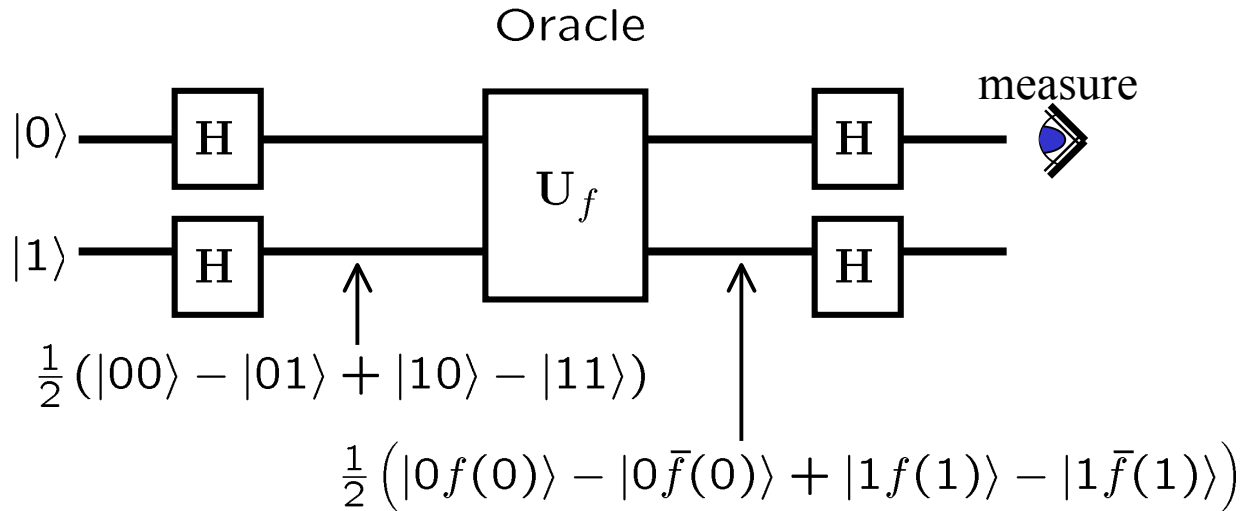 Oracle
measure
|0⟩ H H
U_f
|1⟩ H H
½(|00⟩ − |01⟩ + |10⟩ − |11⟩)
½(|0f(0)⟩ − |0f̄(0)⟩ + |1f(1)⟩ − |1f̄(1)⟩)